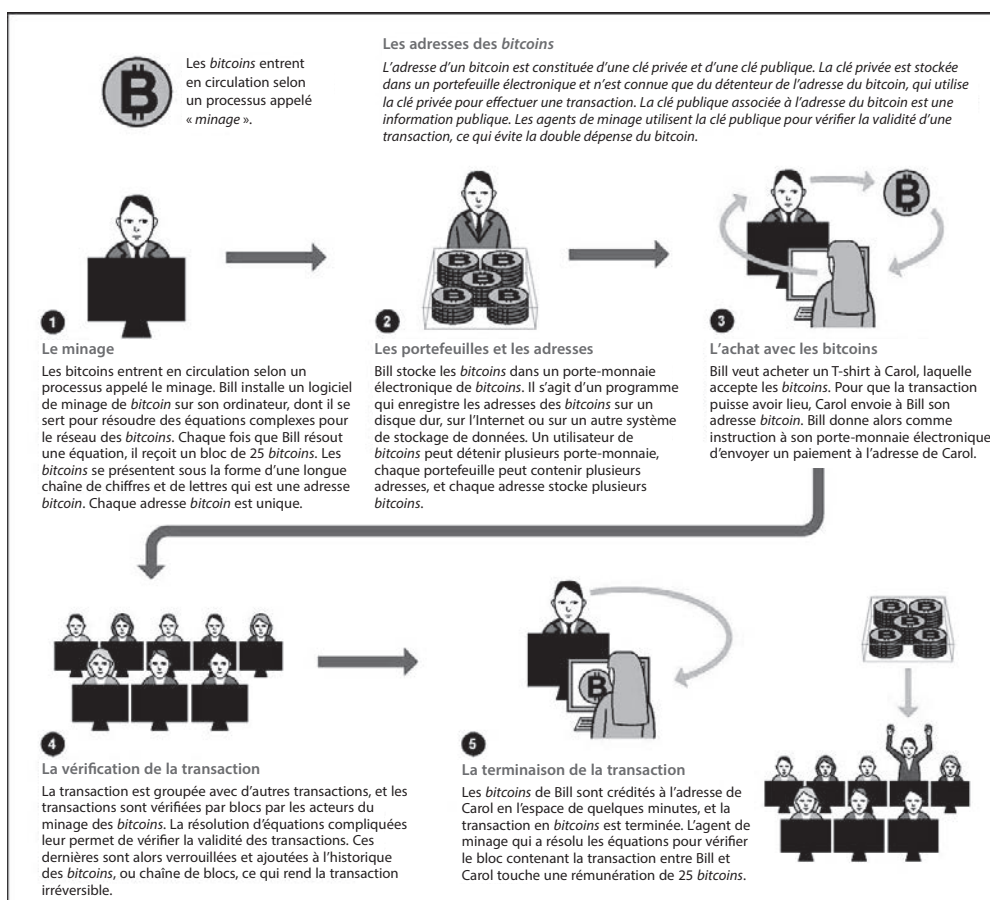 Les bitcoins entrent
en circulation selon
un processus appelé
« minage ».
Les adresses des bitcoins
L'adresse d'un bitcoin est constituée d'une clé privée et d'une clé publique. La clé privée est stockée
dans un portefeuille électronique et n'est connue que du détenteur de l'adresse du bitcoin, qui utilise
la clé privée pour effectuer une transaction. La clé publique associée à l'adresse du bitcoin est une
information publique. Les agents de minage utilisent la clé publique pour vérifier la validité d'une
transaction, ce qui évite la double dépense du bitcoin.
1
Le minage
Les bitcoins entrent en circulation selon un
processus appelé le minage. Bill installe un logiciel
de minage de bitcoin sur son ordinateur, dont il se
sert pour résoudre des équations complexes pour
le réseau des bitcoins. Chaque fois que Bill résout
une équation, il reçoit un bloc de 25 bitcoins. Les
bitcoins se présentent sous la forme d'une longue
chaîne de chiffres et de lettres qui est une adresse
bitcoin. Chaque adresse bitcoin est unique.
2
Les portefeuilles et les adresses
Bill stocke les bitcoins dans un porte-monnaie
électronique de bitcoins. Il s'agit d'un programme
qui enregistre les adresses des bitcoins sur un
disque dur, sur l'Internet ou sur un autre système
de stockage de données. Un utilisateur de
bitcoins peut détenir plusieurs porte-monnaie,
chaque portefeuille peut contenir plusieurs
adresses, et chaque adresse stocke plusieurs
bitcoins.
3
L'achat avec les bitcoins
Bill veut acheter un T-shirt à Carol, laquelle
accepte les bitcoins. Pour que la transaction
puisse avoir lieu, Carol envoie à Bill son
adresse bitcoin. Bill donne alors comme
instruction à son porte-monnaie électronique
d'envoyer un paiement à l'adresse de Carol.
4
La vérification de la transaction
La transaction est groupée avec d'autres transactions, et les
transactions sont vérifiées par blocs par les acteurs du
minage des bitcoins. La résolution d'équations compliquées
leur permet de vérifier la validité des transactions. Ces
dernières sont alors verrouillées et ajoutées à l'historique
des bitcoins, ou chaîne de blocs, ce qui rend la transaction
irréversible.
5
La terminaison de la transaction
Les bitcoins de Bill sont crédités à l'adresse de
Carol en l'espace de quelques minutes, et la
transaction en bitcoins est terminée. L'agent de
minage qui a résolu les équations pour vérifier
le bloc contenant la transaction entre Bill et
Carol touche une rémunération de 25 bitcoins.